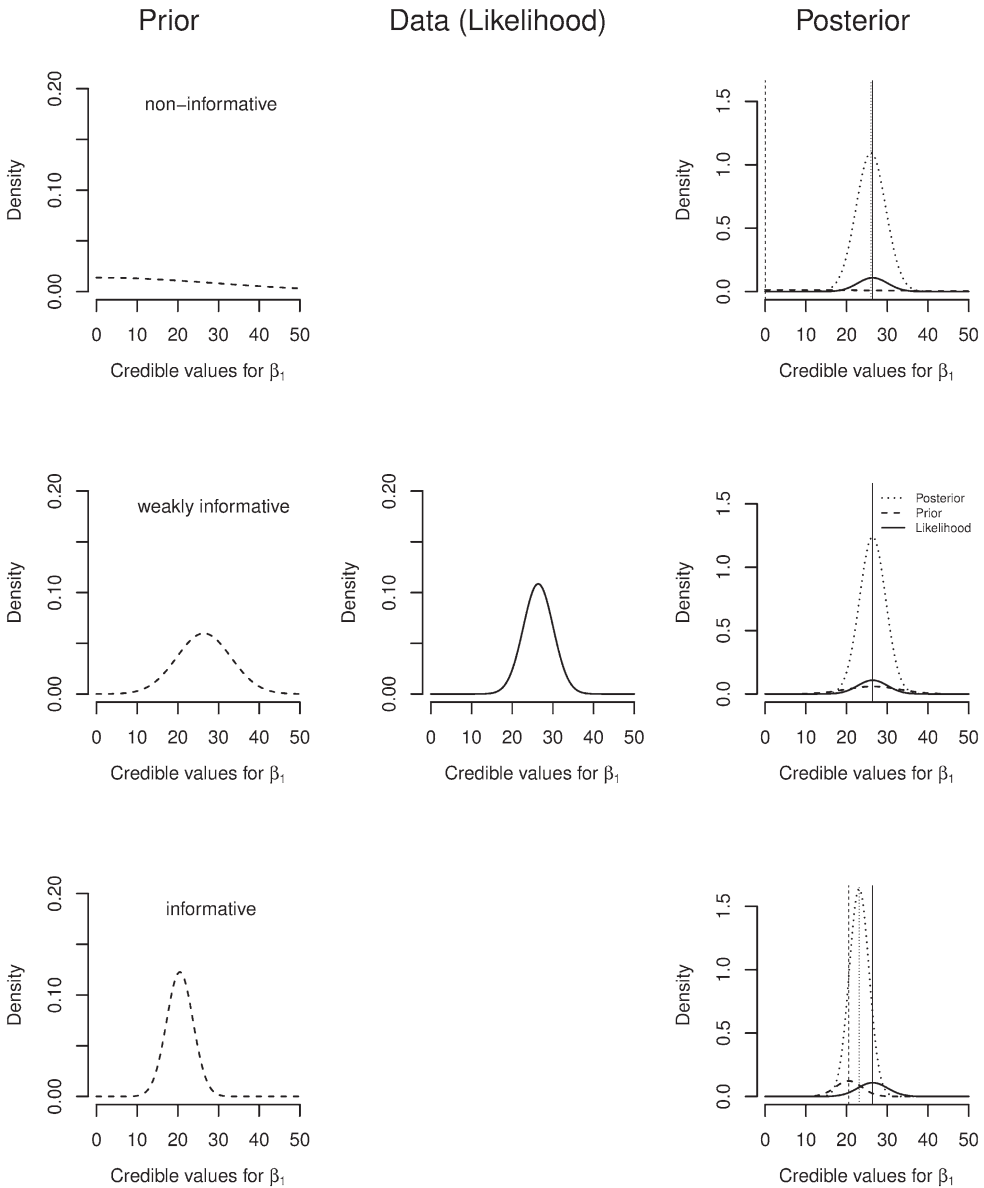 Prior
Data (Likelihood)
Posterior
non−informative
Density
0.00
0.10
0.20
0 10 20 30 40 50
Credible values for β1
Density
0.0
0.5
1.0
1.5
0 10 20 30 40 50
Credible values for β1
weakly informative
Density
0.00
0.10
0.20
0 10 20 30 40 50
Credible values for β1
Density
0.00
0.10
0.20
0 10 20 30 40 50
Credible values for β1
Density
0.0
0.5
1.0
1.5
Posterior
Prior
Likelihood
0 10 20 30 40 50
Credible values for β1
informative
Density
0.00
0.10
0.20
0 10 20 30 40 50
Credible values for β1
Density
0.0
0.5
1.0
1.5
0 10 20 30 40 50
Credible values for β1